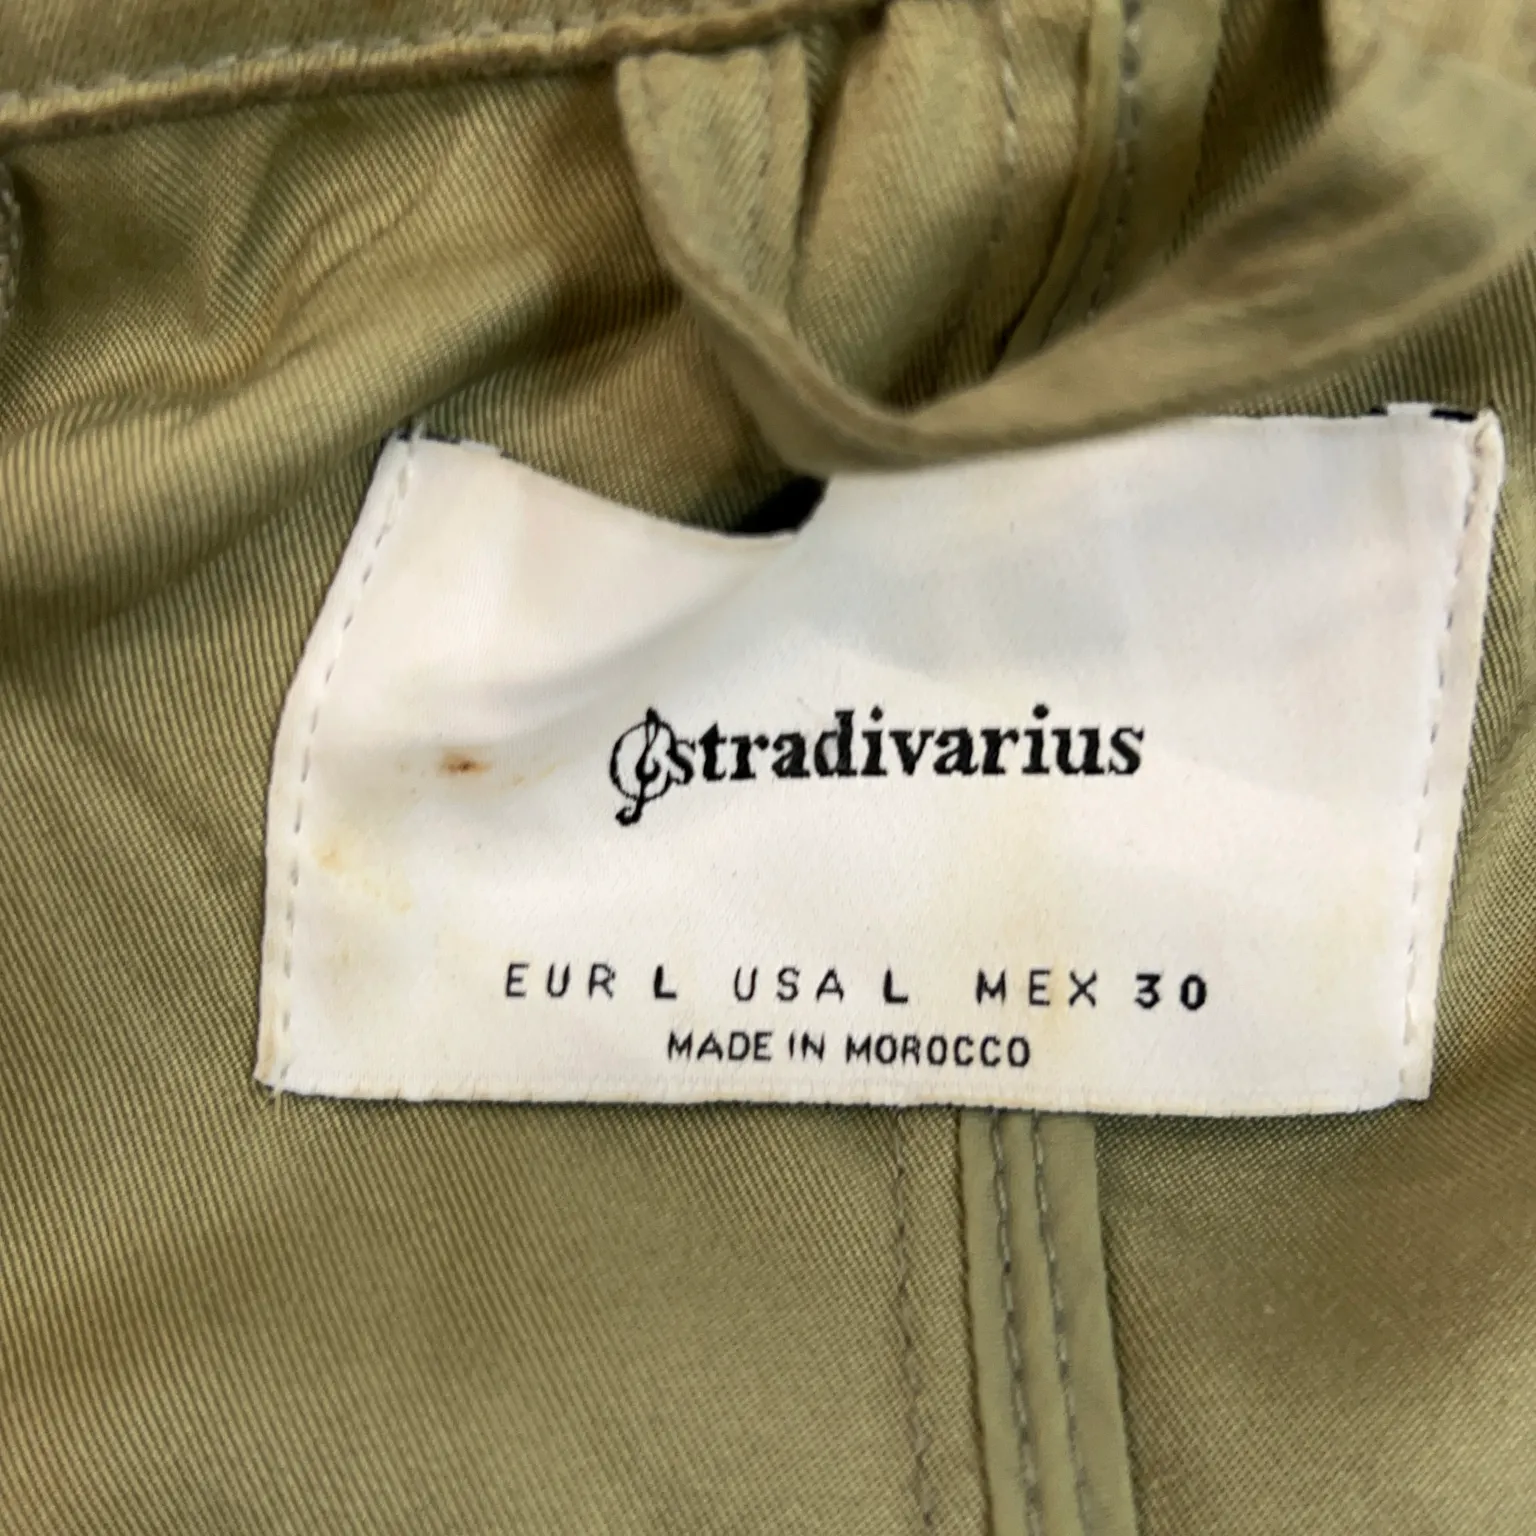 stradivarius
EUR L USA L MEX 30
MADE IN MOROCCO